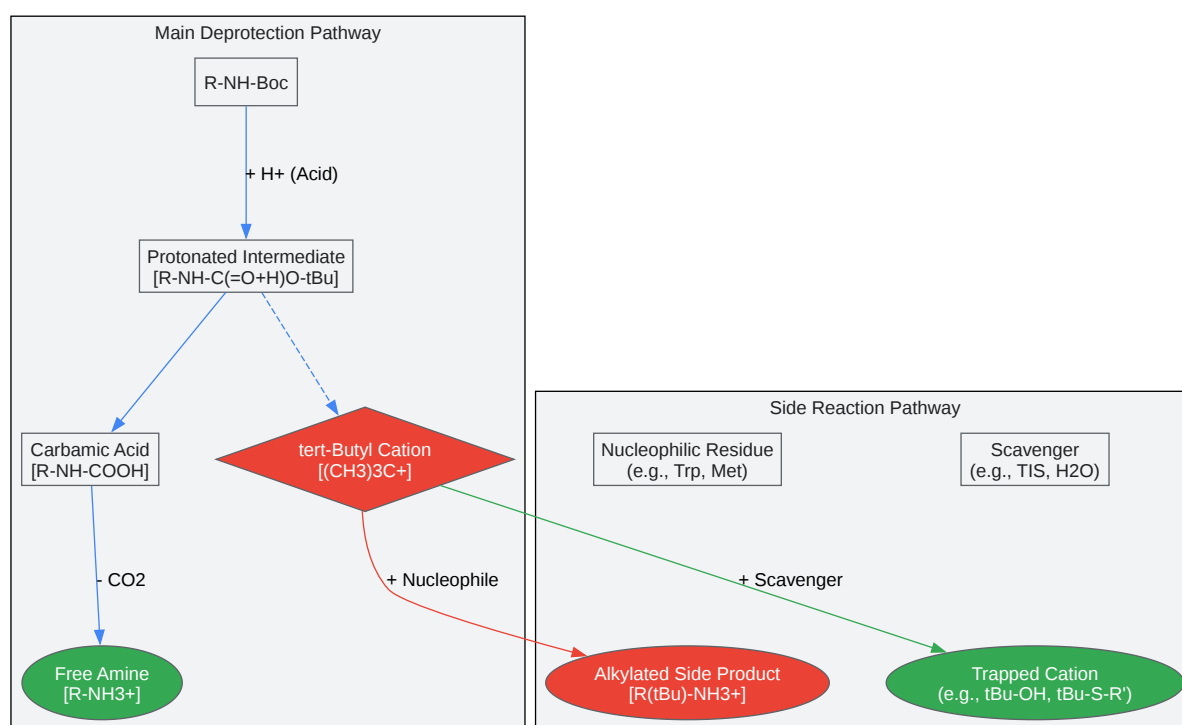 Main Deprotection Pathway
R-NH-Boc
+ H+ (Acid)
Protonated Intermediate
[R-NH-C(=O+H)O-tBu]
Carbamic Acid
[R-NH-COOH]
tert-Butyl Cation
[(CH3)3C+]
- CO2
+ Nucleophile
Free Amine
[R-NH3+]
Side Reaction Pathway
Nucleophilic Residue
(e.g., Trp, Met)
Scavenger
(e.g., TIS, H2O)
+ Scavenger
Alkylated Side Product
[R(tBu)-NH3+]
Trapped Cation
(e.g., tBu-OH, tBu-S-R')